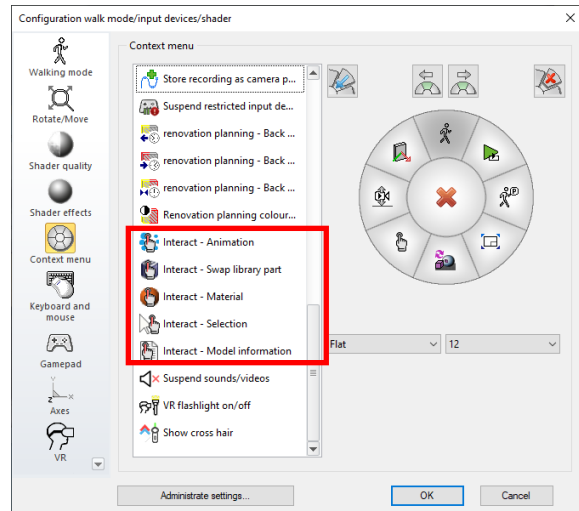 Configuration walk mode/input devices/shader
Walking mode
Rotate/Move
Shader quality
Shader effects
Context menu
Keyboard and
mouse
Gamepad
Axes
VR
Context menu
Store recording as camera p...
Suspend restricted input de...
renovation planning - Back ...
renovation planning - Back ...
renovation planning - Back ...
Renovation planning colour...
Interact - Animation
Interact - Swap library part
Interact - Material
Interact - Selection
Interact - Model information
Suspend sounds/videos
VR flashlight on/off
Show cross hair
Flat
12
Administrate settings...
OK
Cancel